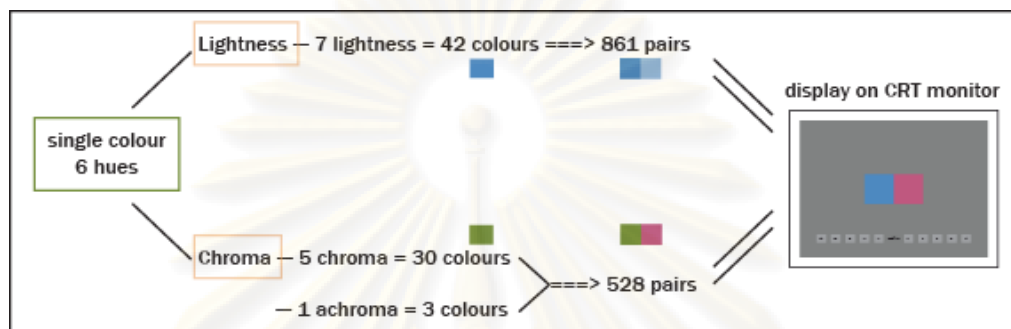 Lightness — 7 lightness = 42 colours ===> 861 pairs
display on CRT monitor
single colour
6 hues
Chroma — 5 chroma = 30 colours
===> 528 pairs
— 1 achroma = 3 colours